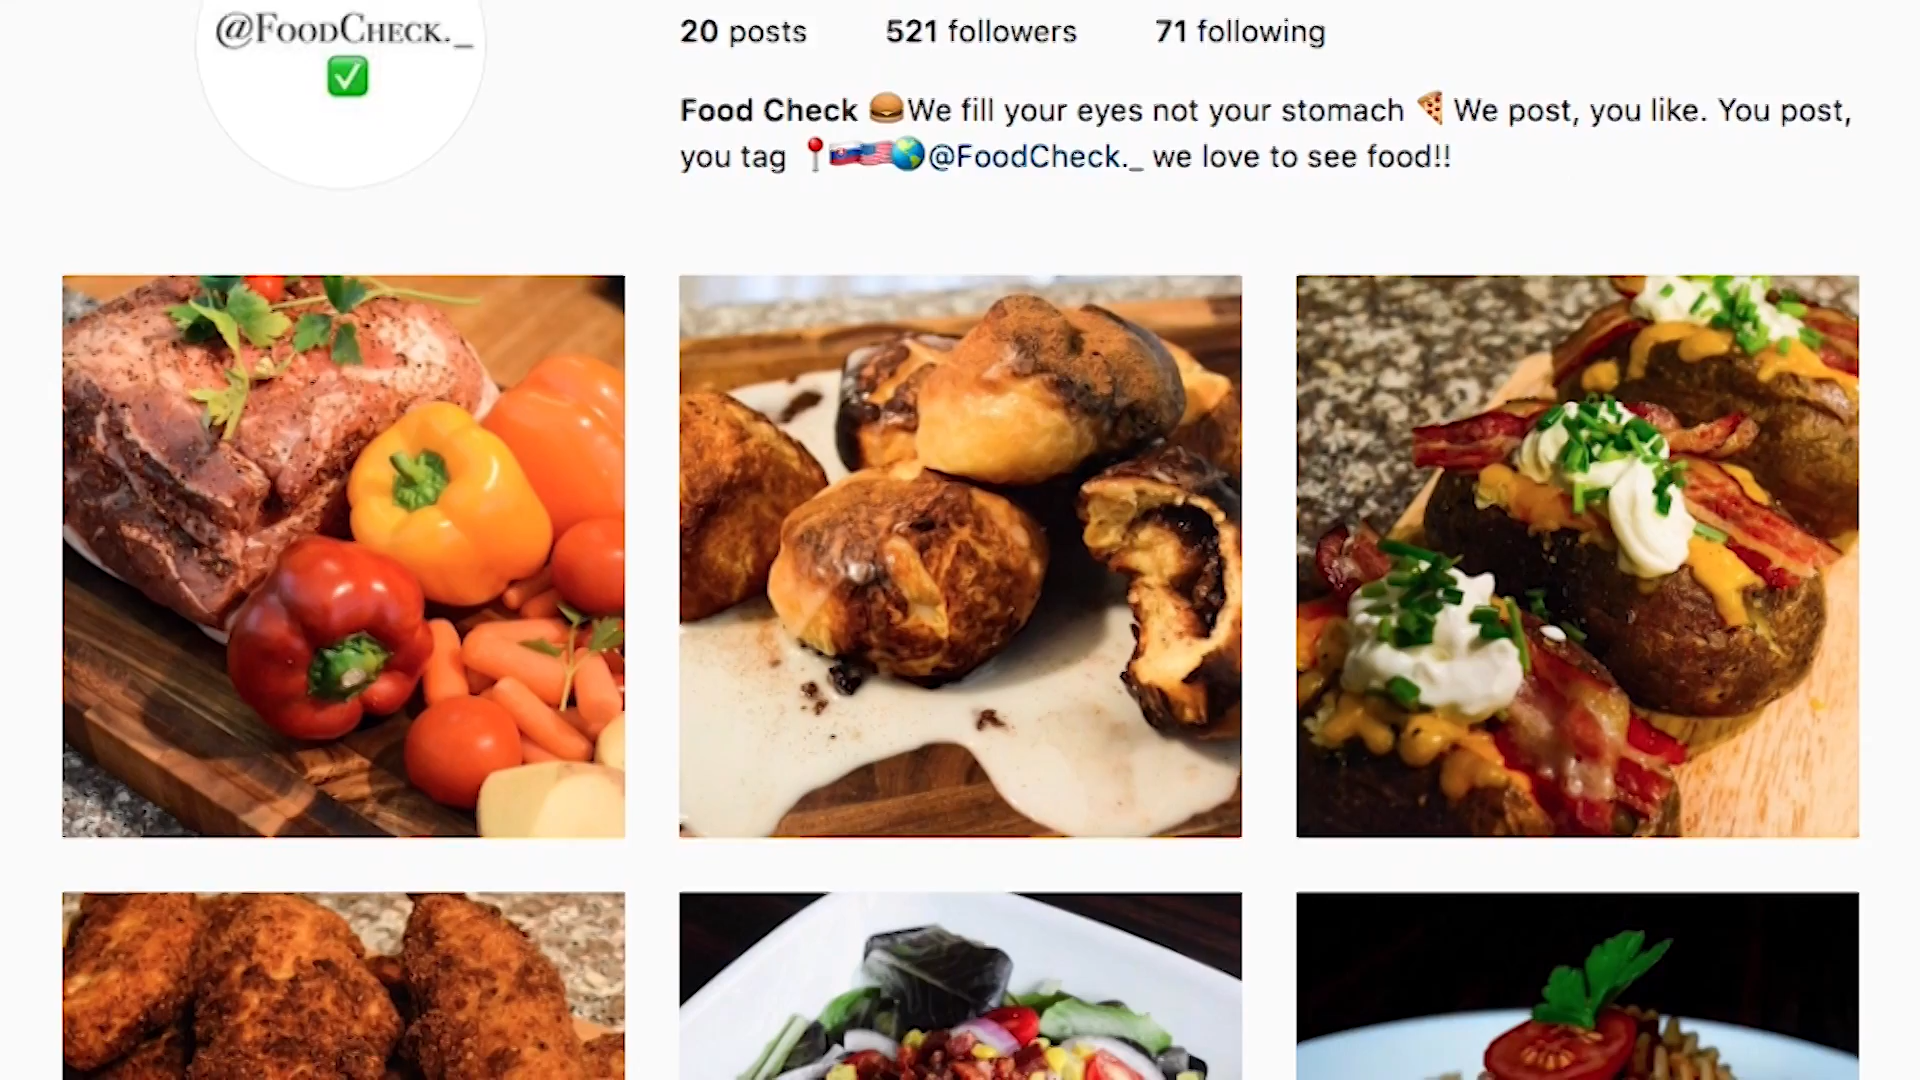 @FoodCheck._
20 posts 521 followers 71 following
Food Check 🍔We fill your eyes not your stomach 🍕 We post, you like. You post,
you tag 📍🇸🇰🇺🇸🌎@FoodCheck._ we love to see food!!